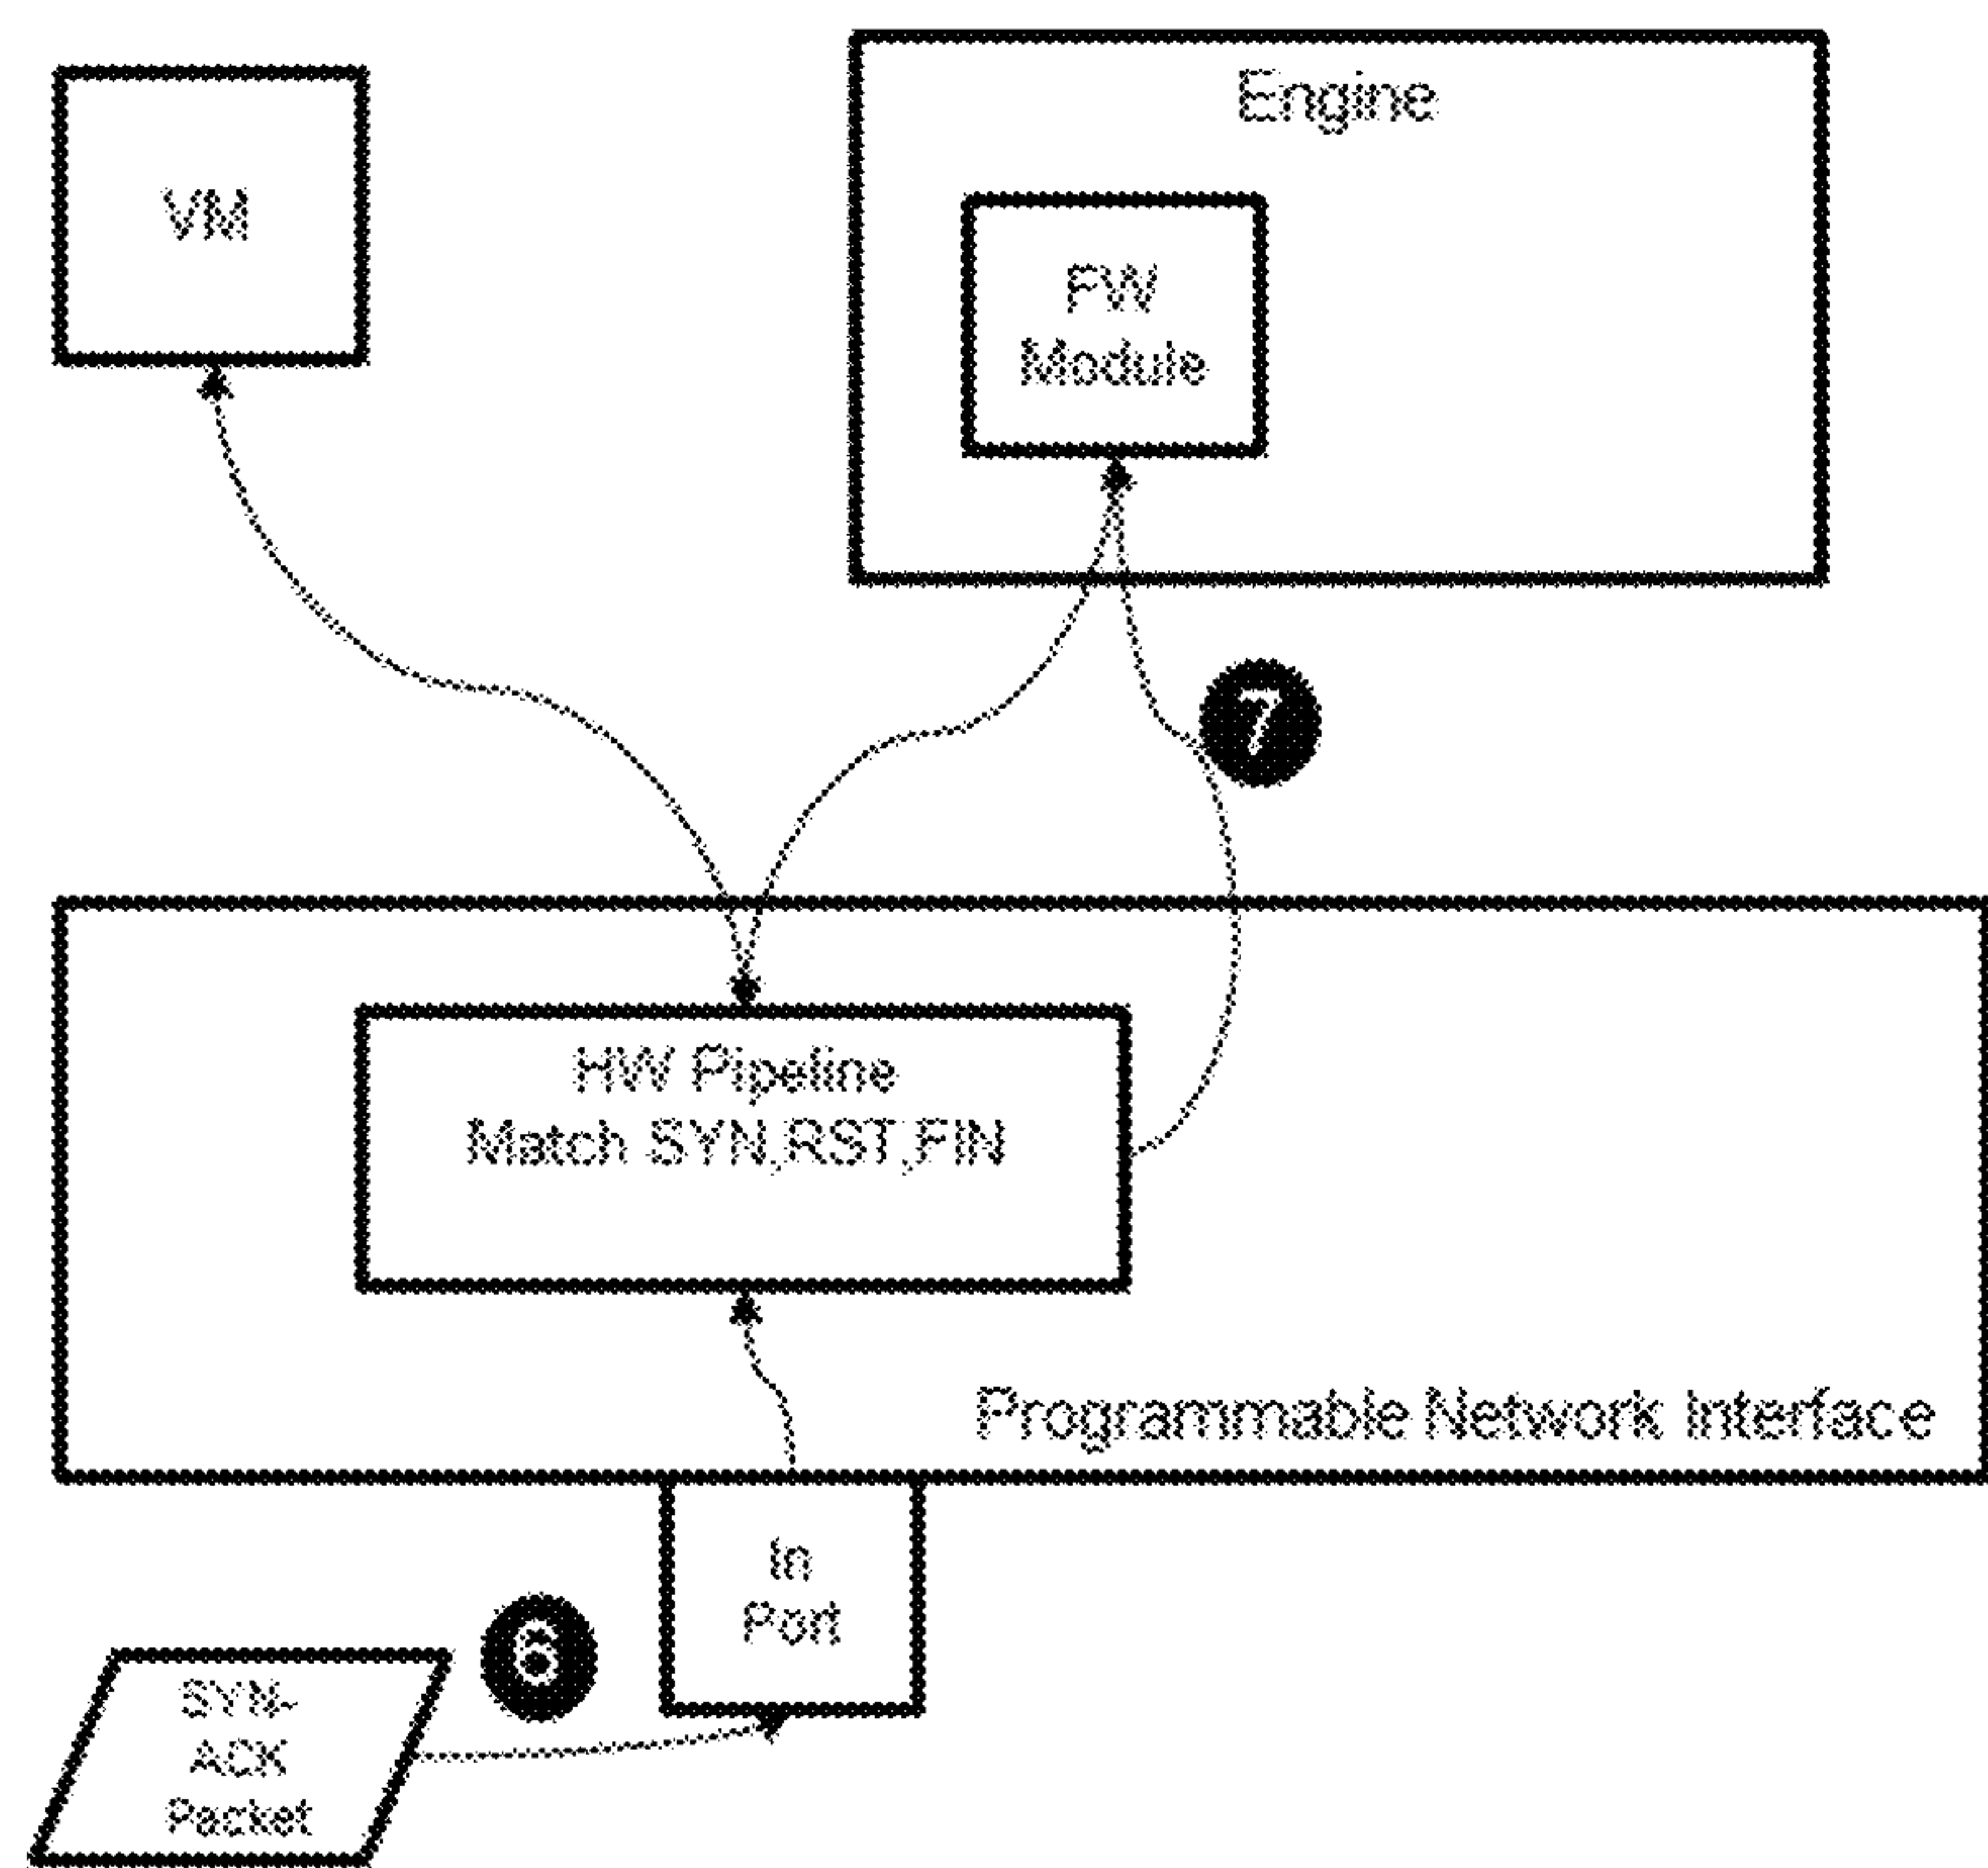 Engine
VM
FW
Module
7
HW Pipeline
Match SYN,RST,FIN
Programmable Network Interface
In
Port
6
SYN-
ACK
Packet